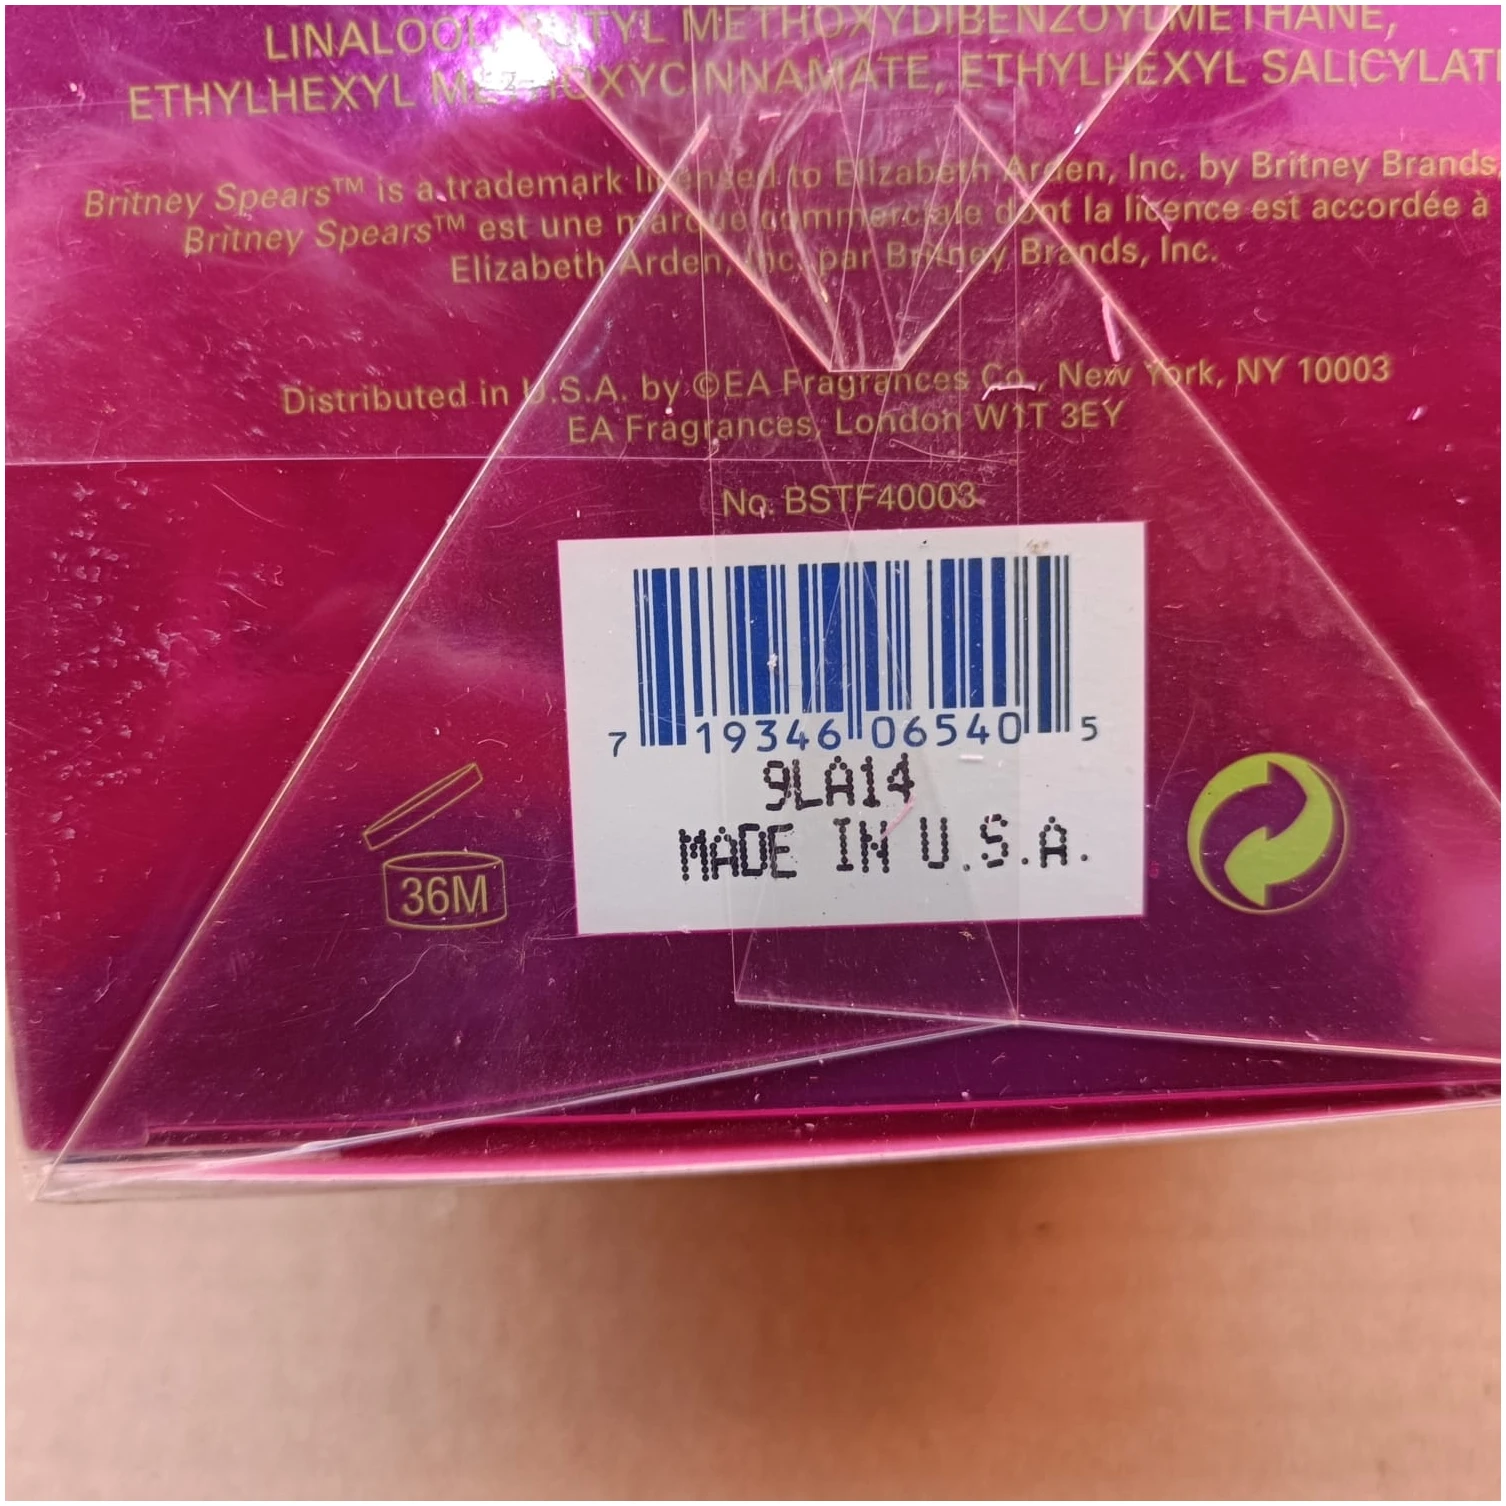 LINALOOL, BUTYL METHOXYDIBENZOYLMETHANE,
ETHYLHEXYL METHOXYCINNAMATE, ETHYLHEXYL SALICYLAT
Britney Spears™ is a trademark licensed to Elizabeth Arden, Inc. by Britney Brands,
Britney Spears™ est une marque commerciale dont la licence est accordée à
Elizabeth Arden, Inc. par Britney Brands, Inc.
Distributed in U.S.A. by ©EA Fragrances Co., New York, NY 10003
EA Fragrances, London W1T 3EY
No. BSTF40003
7 19346 06540 5
9LA14
MADE IN U.S.A.
36M